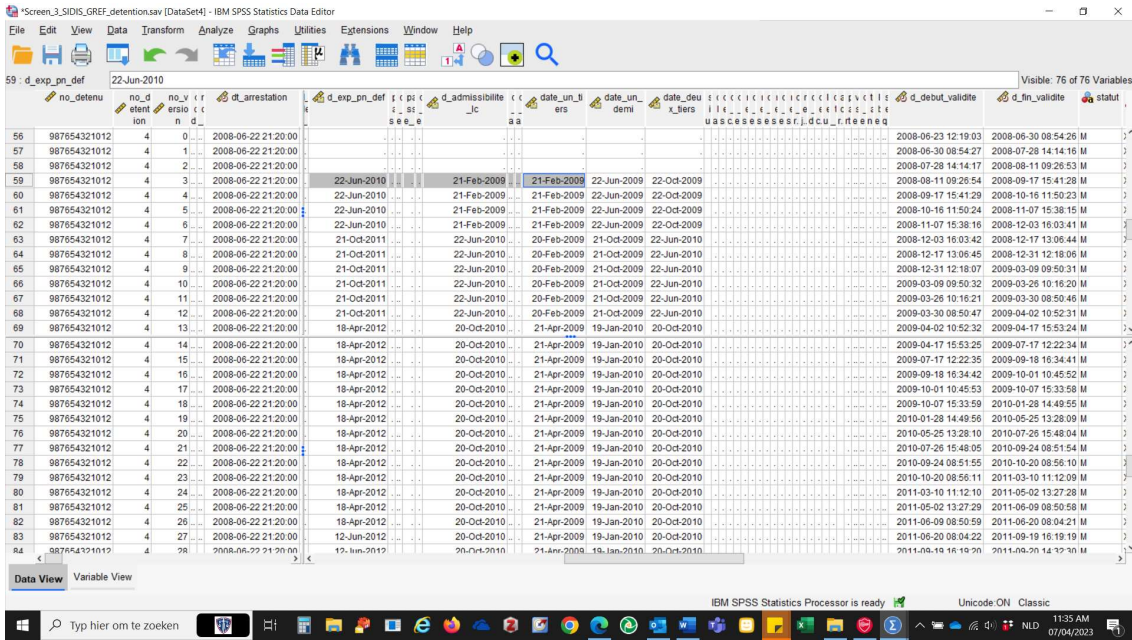 *Screen_3_SIDIS_GREF_detention.sav [DataSet4] - IBM SPSS Statistics Data Editor
File Edit View Data Transform Analyze Graphs Utilities Extensions Window Help
59 : d_exp_pn_def 22-Jun-2010 Visible: 76 of 76 Variables
no_detenu no_detention no_version dt_arrestation d_exp_pn_def d_admissibilite_lc date_un_tiers date_un_demi date_deux_tiers d_debut_validite d_fin_validite statut
56 987654321012 4 0 2008-06-22 21:20:00 . . . . . 2008-06-23 12:19:03 2008-06-30 08:54:26 M
57 987654321012 4 1 2008-06-22 21:20:00 . . . . . 2008-06-30 08:54:27 2008-07-28 14:14:16 M
58 987654321012 4 2 2008-06-22 21:20:00 . . . . . 2008-07-28 14:14:17 2008-08-11 09:26:53 M
59 987654321012 4 3 2008-06-22 21:20:00 22-Jun-2010 21-Feb-2009 21-Feb-2009 22-Jun-2009 22-Oct-2009 2008-08-11 09:26:54 2008-09-17 15:41:28 M
60 987654321012 4 4 2008-06-22 21:20:00 22-Jun-2010 21-Feb-2009 21-Feb-2009 22-Jun-2009 22-Oct-2009 2008-09-17 15:41:29 2008-10-16 11:50:23 M
61 987654321012 4 5 2008-06-22 21:20:00 22-Jun-2010 21-Feb-2009 21-Feb-2009 22-Jun-2009 22-Oct-2009 2008-10-16 11:50:24 2008-11-07 15:38:15 M
62 987654321012 4 6 2008-06-22 21:20:00 22-Jun-2010 21-Feb-2009 21-Feb-2009 22-Jun-2009 22-Oct-2009 2008-11-07 15:38:16 2008-12-03 16:03:41 M
63 987654321012 4 7 2008-06-22 21:20:00 21-Oct-2011 22-Jun-2010 20-Feb-2009 21-Oct-2009 22-Jun-2010 2008-12-03 16:03:42 2008-12-17 13:06:44 M
64 987654321012 4 8 2008-06-22 21:20:00 21-Oct-2011 22-Jun-2010 20-Feb-2009 21-Oct-2009 22-Jun-2010 2008-12-17 13:06:45 2008-12-31 12:18:06 M
65 987654321012 4 9 2008-06-22 21:20:00 21-Oct-2011 22-Jun-2010 20-Feb-2009 21-Oct-2009 22-Jun-2010 2008-12-31 12:18:07 2009-03-09 09:50:31 M
66 987654321012 4 10 2008-06-22 21:20:00 21-Oct-2011 22-Jun-2010 20-Feb-2009 21-Oct-2009 22-Jun-2010 2009-03-09 09:50:32 2009-03-26 10:16:20 M
67 987654321012 4 11 2008-06-22 21:20:00 21-Oct-2011 22-Jun-2010 20-Feb-2009 21-Oct-2009 22-Jun-2010 2009-03-26 10:16:21 2009-03-30 08:50:46 M
68 987654321012 4 12 2008-06-22 21:20:00 21-Oct-2011 22-Jun-2010 20-Feb-2009 21-Oct-2009 22-Jun-2010 2009-03-30 08:50:47 2009-04-02 10:52:31 M
69 987654321012 4 13 2008-06-22 21:20:00 18-Apr-2012 20-Oct-2010 21-Apr-2009 19-Jan-2010 20-Oct-2010 2009-04-02 10:52:32 2009-04-17 15:53:24 M
70 987654321012 4 14 2008-06-22 21:20:00 18-Apr-2012 20-Oct-2010 21-Apr-2009 19-Jan-2010 20-Oct-2010 2009-04-17 15:53:25 2009-07-17 12:22:34 M
71 987654321012 4 15 2008-06-22 21:20:00 18-Apr-2012 20-Oct-2010 21-Apr-2009 19-Jan-2010 20-Oct-2010 2009-07-17 12:22:35 2009-09-18 16:34:41 M
72 987654321012 4 16 2008-06-22 21:20:00 18-Apr-2012 20-Oct-2010 21-Apr-2009 19-Jan-2010 20-Oct-2010 2009-09-18 16:34:42 2009-10-01 10:45:52 M
73 987654321012 4 17 2008-06-22 21:20:00 18-Apr-2012 20-Oct-2010 21-Apr-2009 19-Jan-2010 20-Oct-2010 2009-10-01 10:45:53 2009-10-07 15:33:58 M
74 987654321012 4 18 2008-06-22 21:20:00 18-Apr-2012 20-Oct-2010 21-Apr-2009 19-Jan-2010 20-Oct-2010 2009-10-07 15:33:59 2010-01-28 14:49:55 M
75 987654321012 4 19 2008-06-22 21:20:00 18-Apr-2012 20-Oct-2010 21-Apr-2009 19-Jan-2010 20-Oct-2010 2010-01-28 14:49:56 2010-05-25 13:28:09 M
76 987654321012 4 20 2008-06-22 21:20:00 18-Apr-2012 20-Oct-2010 21-Apr-2009 19-Jan-2010 20-Oct-2010 2010-05-25 13:28:10 2010-07-26 15:48:04 M
77 987654321012 4 21 2008-06-22 21:20:00 18-Apr-2012 20-Oct-2010 21-Apr-2009 19-Jan-2010 20-Oct-2010 2010-07-26 15:48:05 2010-09-24 08:51:54 M
78 987654321012 4 22 2008-06-22 21:20:00 18-Apr-2012 20-Oct-2010 21-Apr-2009 19-Jan-2010 20-Oct-2010 2010-09-24 08:51:55 2010-10-20 08:56:10 M
79 987654321012 4 23 2008-06-22 21:20:00 18-Apr-2012 20-Oct-2010 21-Apr-2009 19-Jan-2010 20-Oct-2010 2010-10-20 08:56:11 2011-03-10 11:12:09 M
80 987654321012 4 24 2008-06-22 21:20:00 18-Apr-2012 20-Oct-2010 21-Apr-2009 19-Jan-2010 20-Oct-2010 2011-03-10 11:12:10 2011-05-02 13:27:28 M
81 987654321012 4 25 2008-06-22 21:20:00 18-Apr-2012 20-Oct-2010 21-Apr-2009 19-Jan-2010 20-Oct-2010 2011-05-02 13:27:29 2011-06-09 08:50:58 M
82 987654321012 4 26 2008-06-22 21:20:00 18-Apr-2012 20-Oct-2010 21-Apr-2009 19-Jan-2010 20-Oct-2010 2011-06-09 08:50:59 2011-06-20 08:04:21 M
83 987654321012 4 27 2008-06-22 21:20:00 12-Jun-2012 20-Oct-2010 21-Apr-2009 19-Jan-2010 20-Oct-2010 2011-06-20 08:04:22 2011-09-19 16:19:19 M
84 987654321012 4 28 2008-06-22 21:20:00 12-Jun-2012 20-Oct-2010 21-Apr-2009 19-Jan-2010 20-Oct-2010 2011-09-19 16:19:20 2011-09-20 14:32:30 M
Data View Variable View
IBM SPSS Statistics Processor is ready Unicode:ON Classic
Typ hier om te zoeken NLD 11:35 AM
07/04/2023